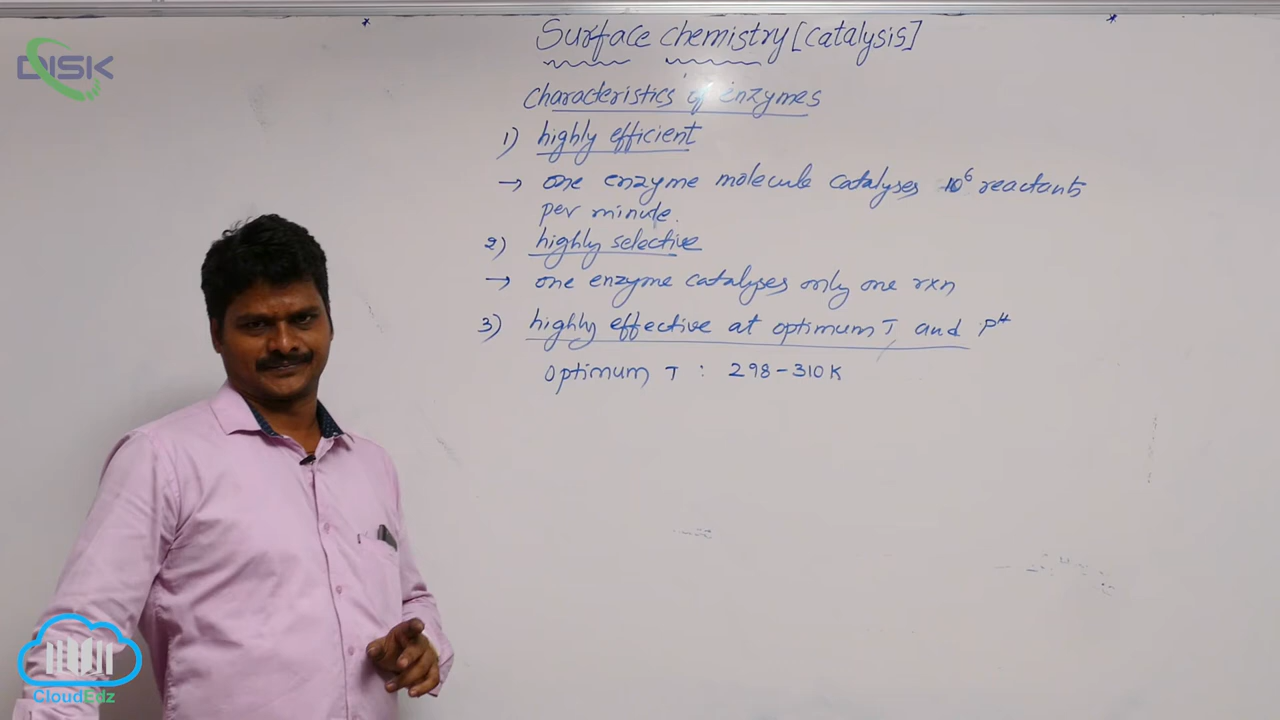 DISK
Surface chemistry [catalysis]
characteristics of enzymes
1) highly efficient
→ one enzyme molecule catalyses 10⁶ reactants
per minute.
2) highly selective
→ one enzyme catalyses only one rxn
3) highly effective at optimum T and pH
optimum T : 298-310K
CloudEdz